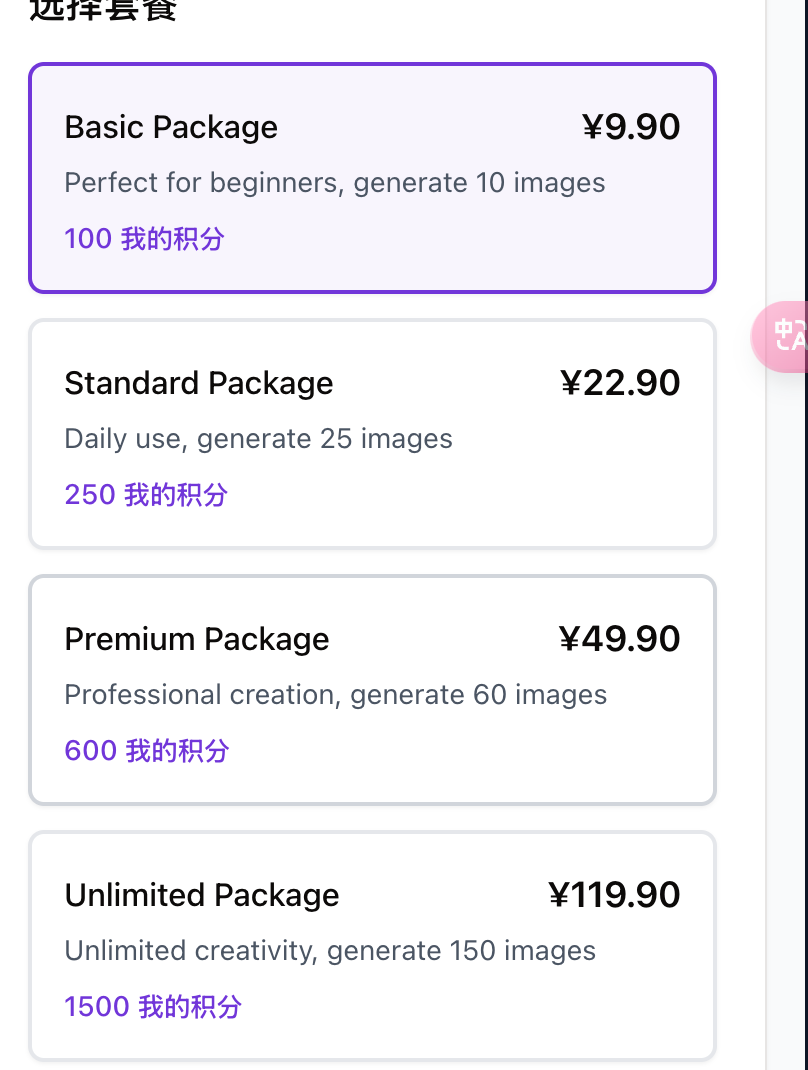 选择套餐
Basic Package
¥9.90
Perfect for beginners, generate 10 images
100 我的积分
Standard Package
¥22.90
Daily use, generate 25 images
250 我的积分
Premium Package
¥49.90
Professional creation, generate 60 images
600 我的积分
Unlimited Package
¥119.90
Unlimited creativity, generate 150 images
1500 我的积分
中A